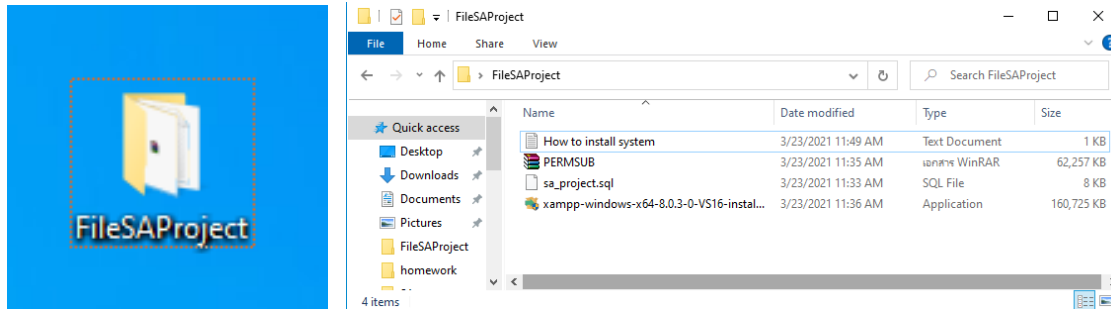 FileSAProject
FileSAProject
File Home Share View
FileSAProject
Search FileSAProject
Quick access
Desktop
Downloads
Documents
Pictures
FileSAProject
homework
Name Date modified Type Size
How to install system 3/23/2021 11:49 AM Text Document 1 KB
PERMSUB 3/23/2021 11:35 AM เอกสาร WinRAR 62,257 KB
sa_project.sql 3/23/2021 11:33 AM SQL File 8 KB
xampp-windows-x64-8.0.3-0-VS16-instal... 3/23/2021 11:36 AM Application 160,725 KB
4 items